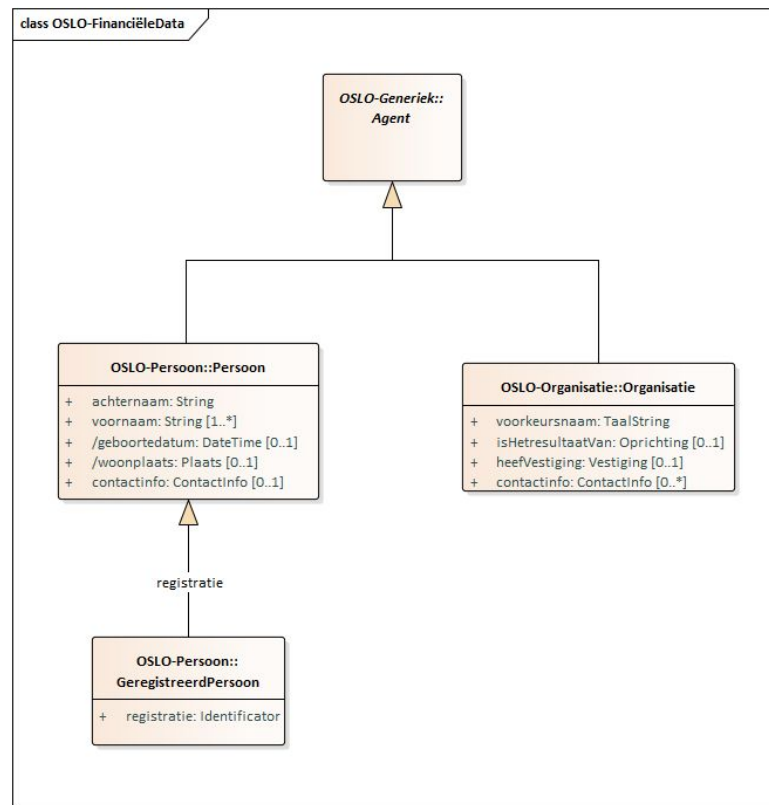 class OSLO-FinanciëleData
OSLO-Generiek::
Agent
OSLO-Persoon::Persoon
+ achternaam: String
+ voornaam: String [1..*]
+ /geboortedatum: DateTime [0..1]
+ /woonplaats: Plaats [0..1]
+ contactinfo: ContactInfo [0..1]
OSLO-Organisatie::Organisatie
+ voorkeursnaam: TaalString
+ isHetresultaatVan: Oprichting [0..1]
+ heefVestiging: Vestiging [0..1]
+ contactinfo: ContactInfo [0..*]
registratie
OSLO-Persoon::
GeregistreerdPersoon
+ registratie: Identificator